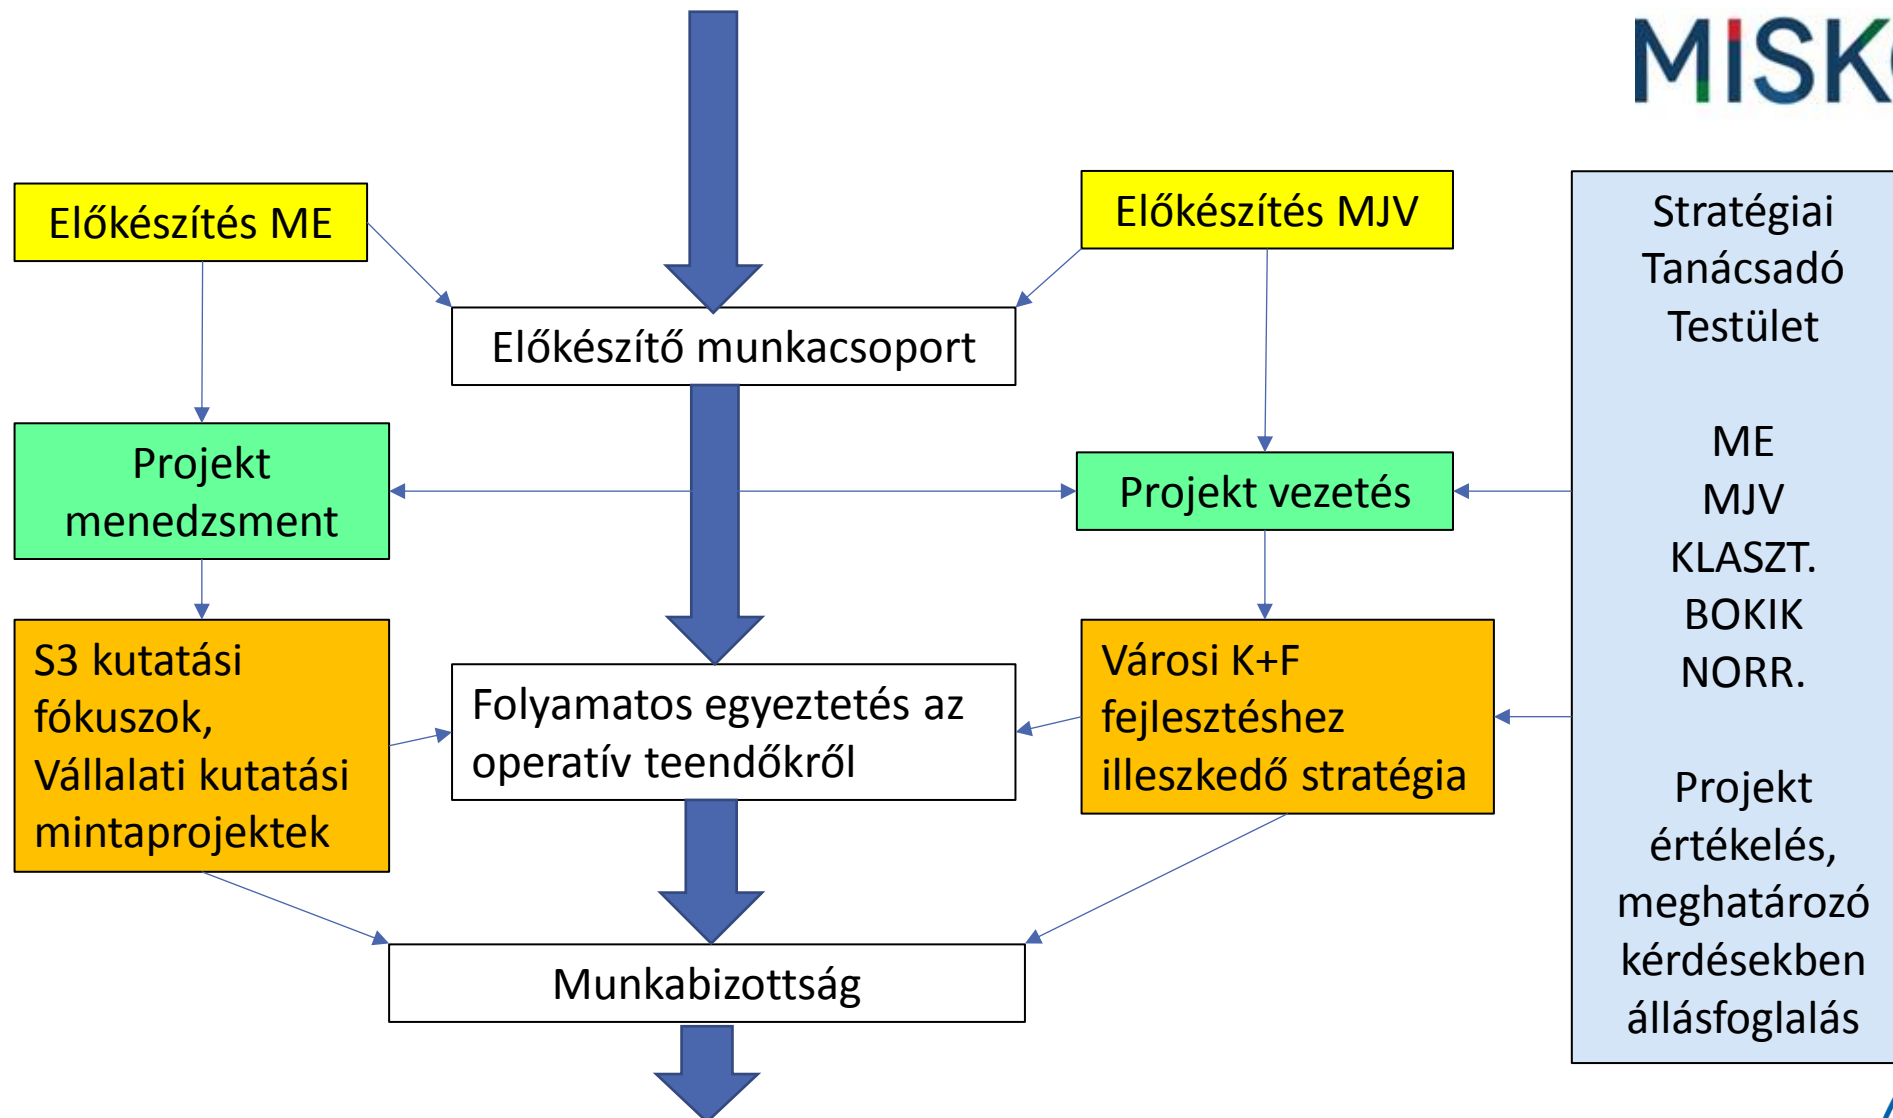 MISK
Előkészítés ME
Előkészítés MJV
Előkészítő munkacsoport
Projekt
menedzsment
Projekt vezetés
S3 kutatási
fókuszok,
Vállalati kutatási
mintaprojektek
Folyamatos egyeztetés az
operatív teendőkről
Városi K+F
fejlesztéshez
illeszkedő stratégia
Munkabizottság
Stratégiai
Tanácsadó
Testület
ME
MJV
KLASZT.
BOKIK
NORR.
Projekt
értékelés,
meghatározó
kérdésekben
állásfoglalás